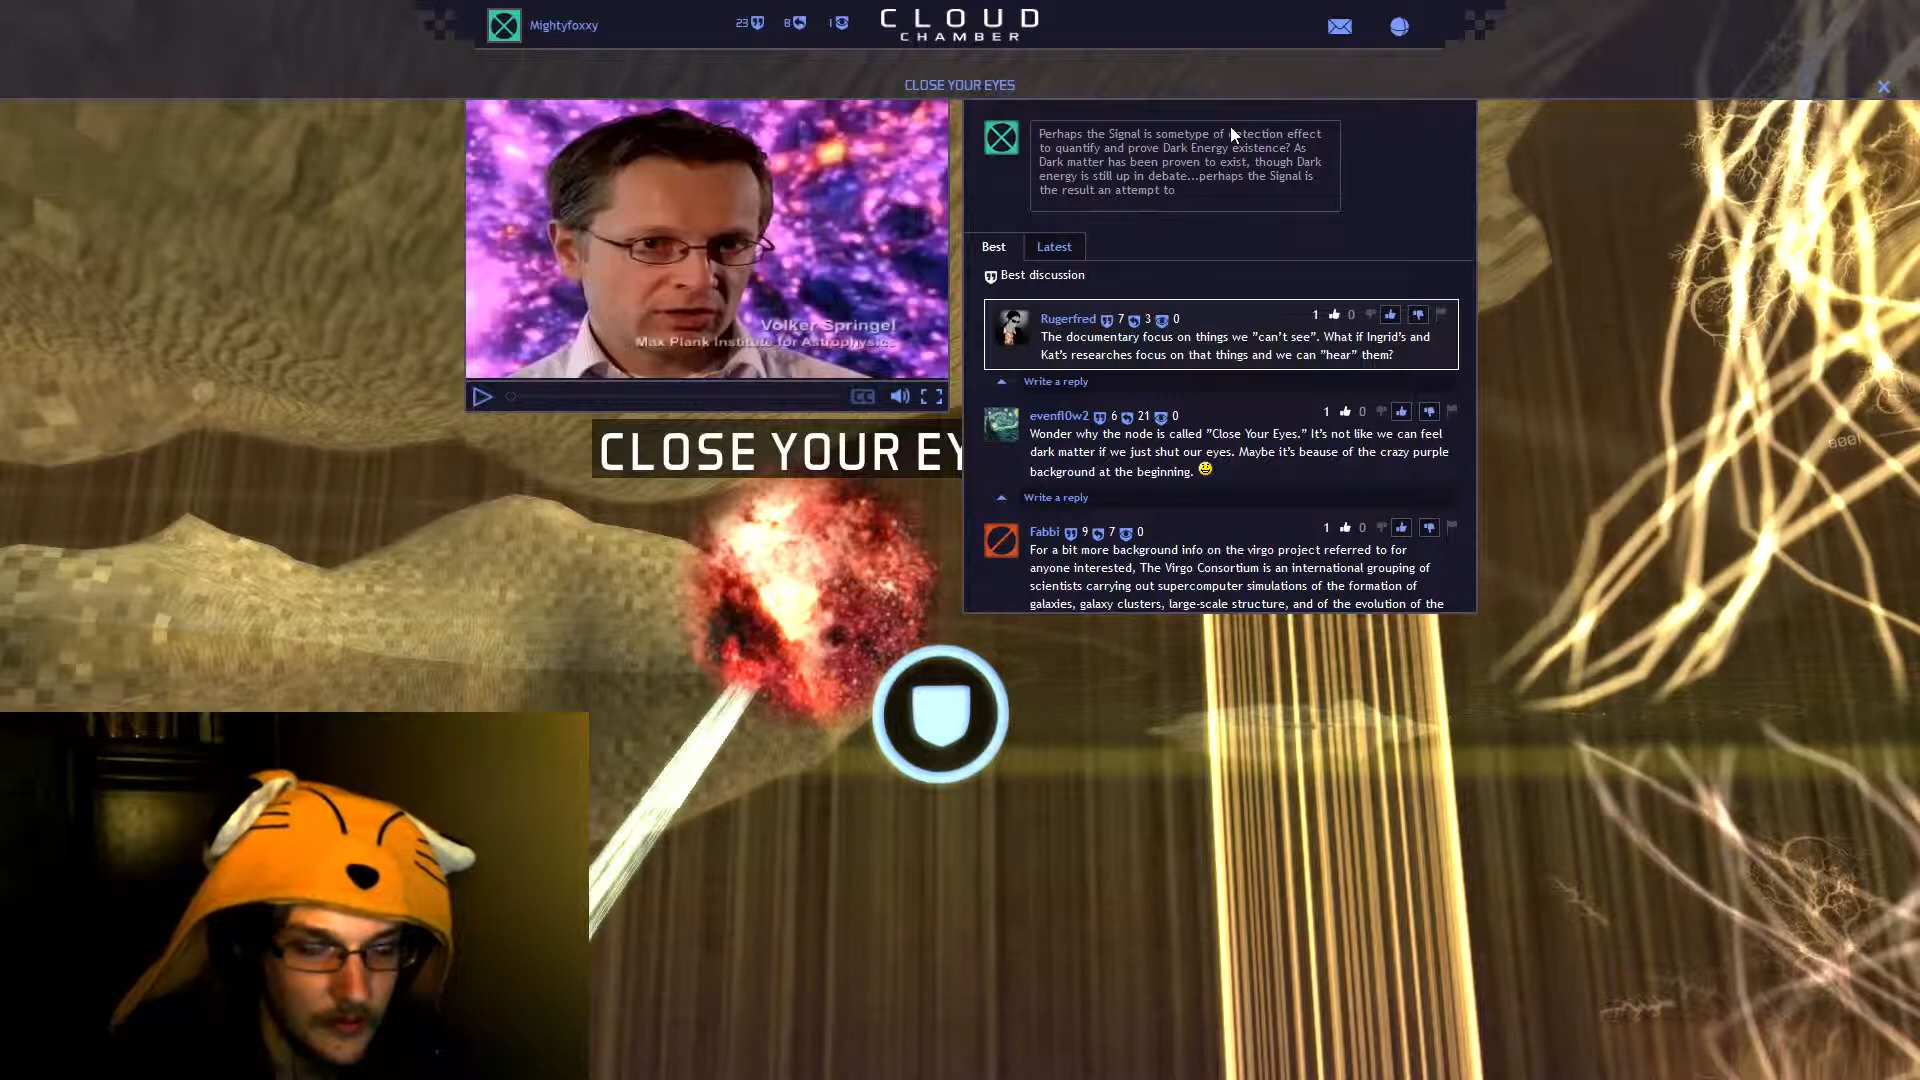 Mightyfoxxy
23
8
1
CLOUD
CHAMBER
CLOSE YOUR EYES
Volker Springel
Max Plank Institute for Astrophysics
CC
CLOSE YOUR EY
Perhaps the Signal is sometype of detection effect
to quantify and prove Dark Energy existence? As
Dark matter has been proven to exist, though Dark
energy is still up in debate...perhaps the Signal is
the result an attempt to
Best
Latest
Best discussion
Rugerfred 7 3 0
1 0
The documentary focus on things we "can't see". What if Ingrid's and
Kat's researches focus on that things and we can "hear" them?
Write a reply
evenfl0w2 6 21 0
1 0
Wonder why the node is called "Close Your Eyes." It's not like we can feel
dark matter if we just shut our eyes. Maybe it's beause of the crazy purple
background at the beginning.
Write a reply
Fabbi 9 7 0
1 0
For a bit more background info on the virgo project referred to for
anyone interested, The Virgo Consortium is an international grouping of
scientists carrying out supercomputer simulations of the formation of
galaxies, galaxy clusters, large-scale structure, and of the evolution of the